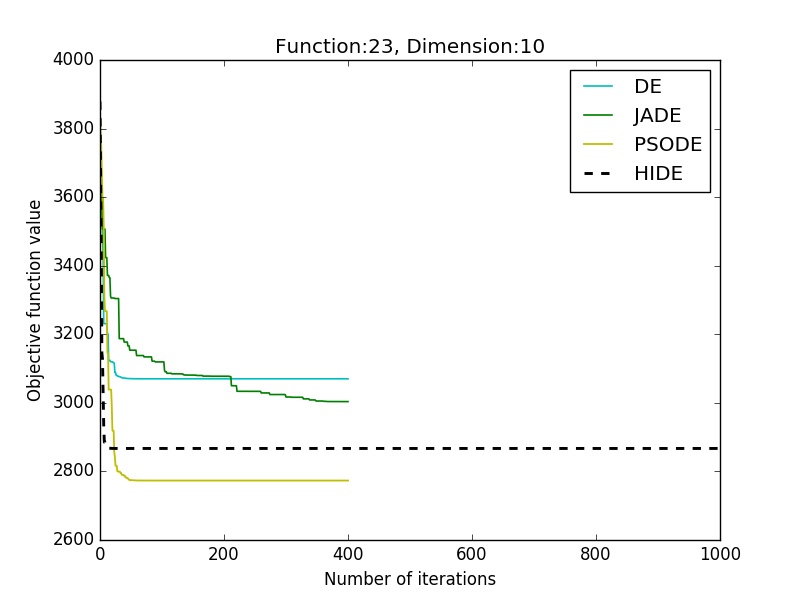 Function:23, Dimension:10
4000
3800
3600
3400
3200
3000
2800
2600
Objective function value
DE
JADE
PSODE
HIDE
0 200 400 600 800 1000
Number of iterations